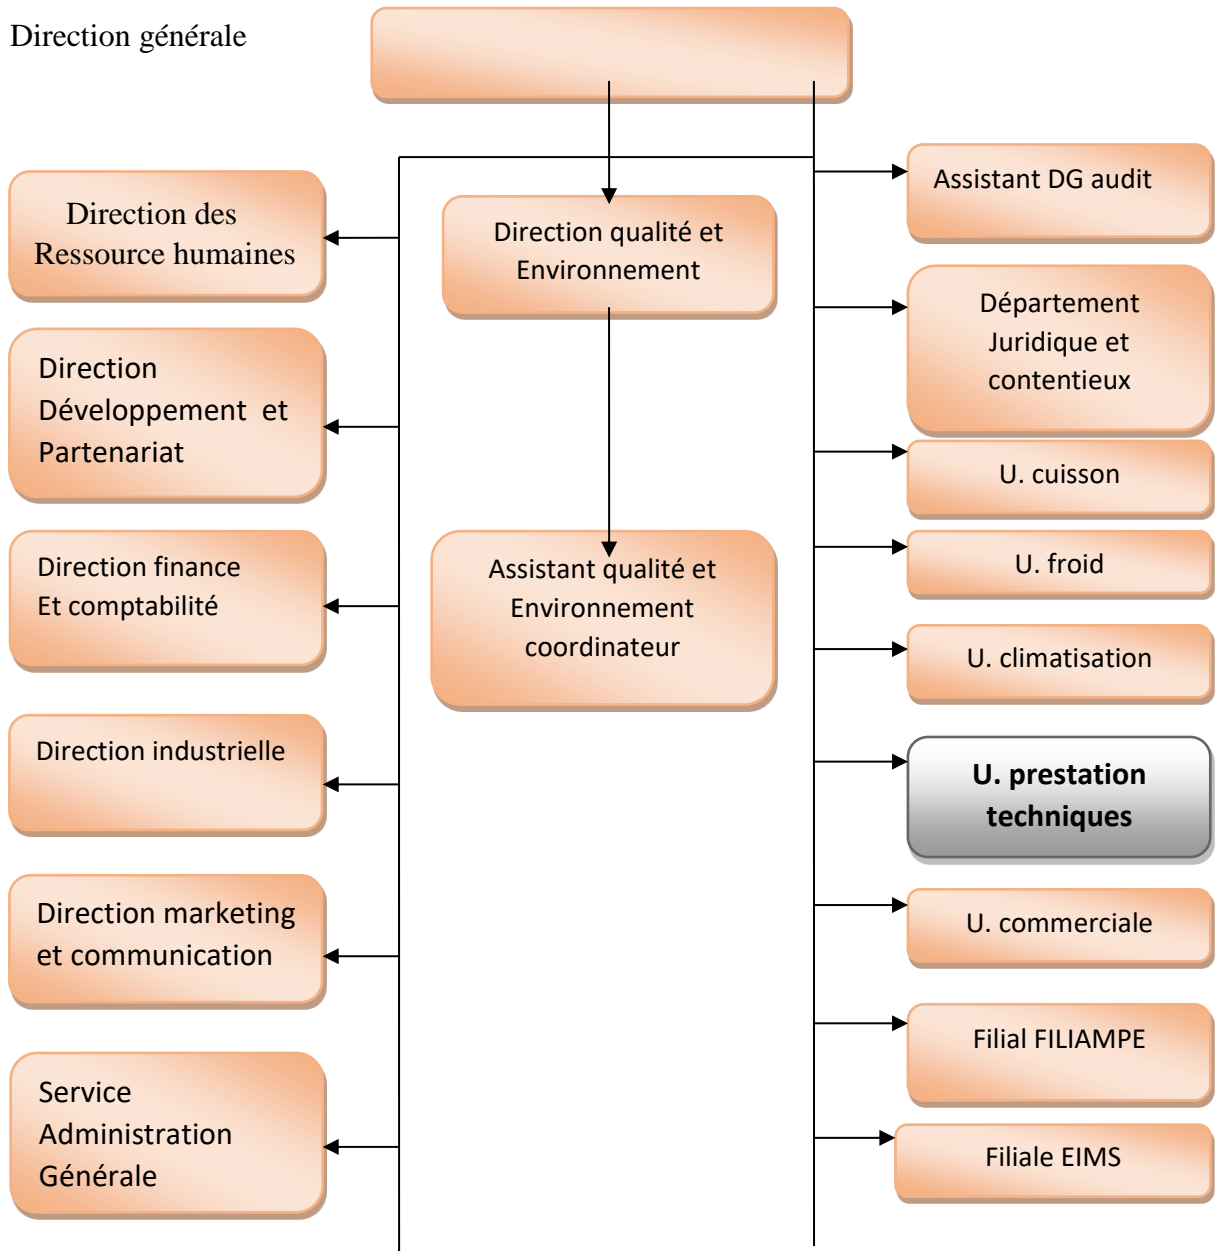 Direction générale
Direction des
Ressource humaines
Direction
Développement et
Partenariat
Direction finance
Et comptabilité
Direction industrielle
Direction marketing
et communication
Service
Administration
Générale
Direction qualité et
Environnement
Assistant qualité et
Environnement
coordinateur
Assistant DG audit
Département
Juridique et
contentieux
U. cuisson
U. froid
U. climatisation
U. prestation
techniques
U. commerciale
Filial FILIAMPE
Filiale EIMS